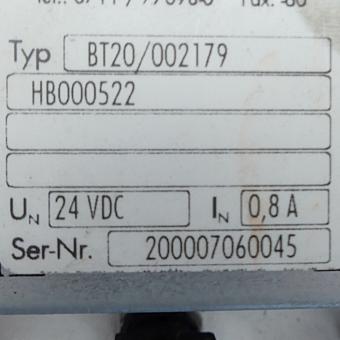 Typ BT20/002179
HB000522
UN 24 VDC IN 0,8 A
Ser-Nr. 200007060045